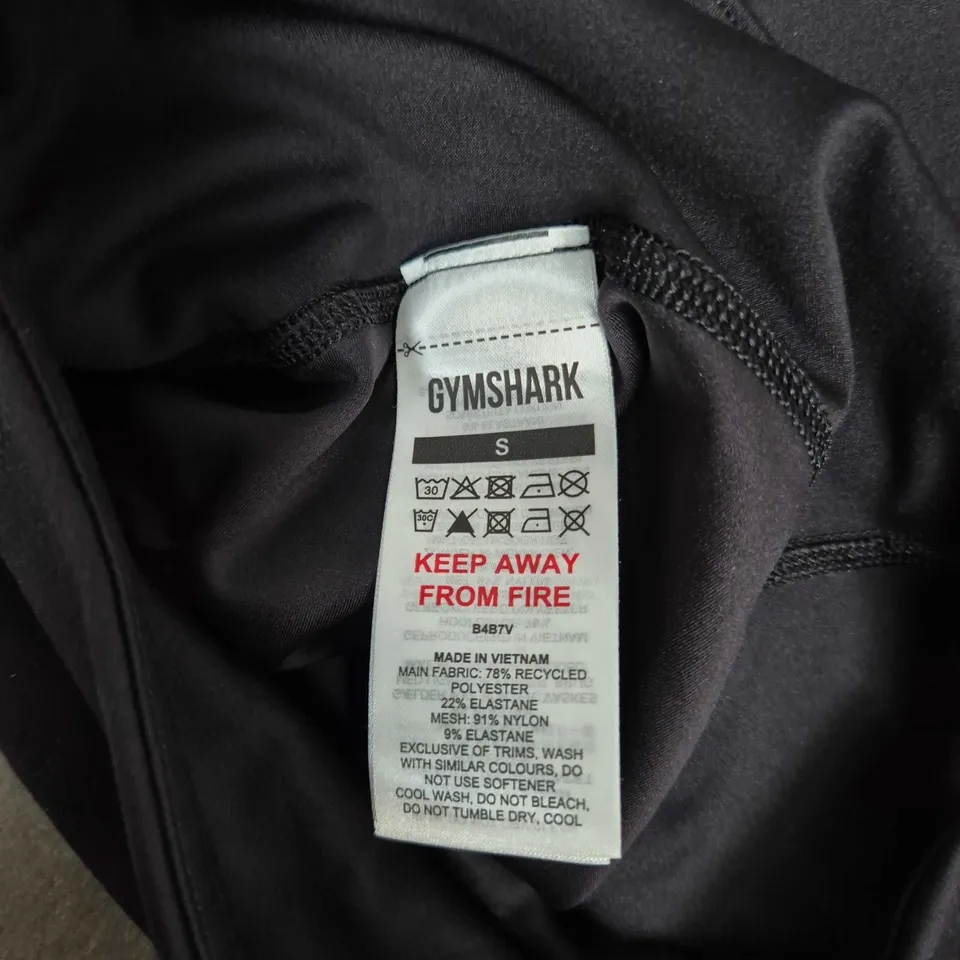 GYMSHARK
S
30
30C
KEEP AWAY
FROM FIRE
B4B7V
MADE IN VIETNAM
MAIN FABRIC: 78% RECYCLED
POLYESTER
22% ELASTANE
MESH: 91% NYLON
9% ELASTANE
EXCLUSIVE OF TRIMS, WASH
WITH SIMILAR COLOURS, DO
NOT USE SOFTENER
COOL WASH, DO NOT BLEACH,
DO NOT TUMBLE DRY, COOL